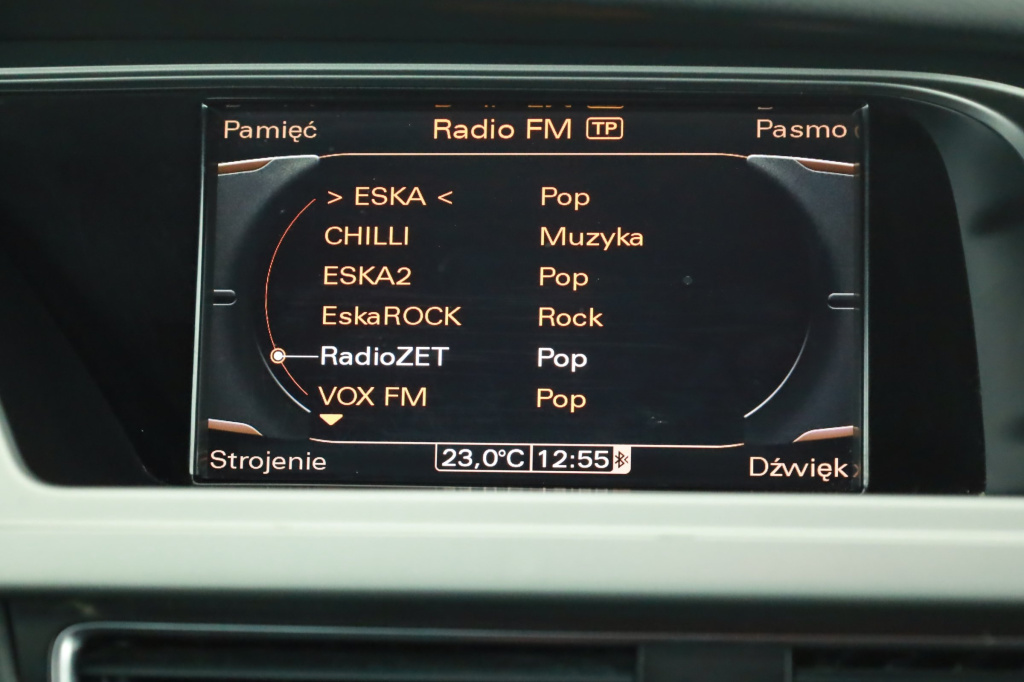 Pamięć Radio FM TP Pasmo
> ESKA < Pop
CHILLI Muzyka
ESKA2 Pop
EskaROCK Rock
RadioZET Pop
VOX FM Pop
Strojenie 23,0°C 12:55 Dźwięk